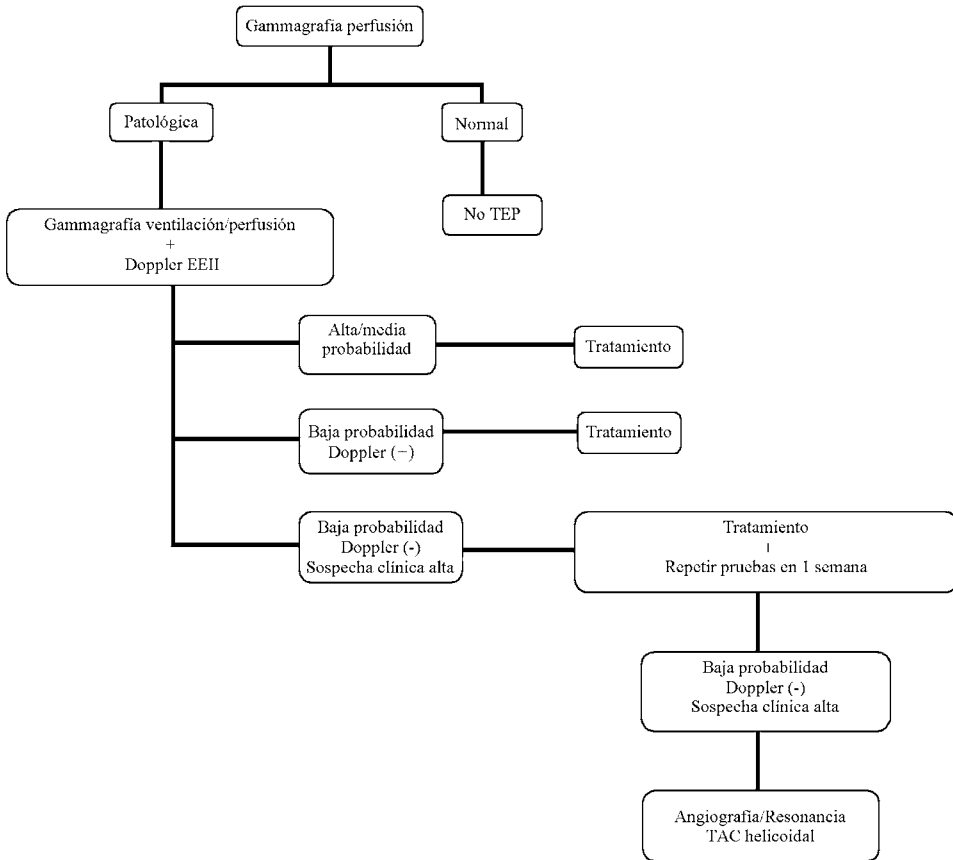 Gammagrafía perfusión
Patológica
Normal
No TEP
Gammagrafía ventilación/perfusión
+
Doppler EEII
Alta/media
probabilidad
Tratamiento
Baja probabilidad
Doppler (+)
Tratamiento
Baja probabilidad
Doppler (-)
Sospecha clínica alta
Tratamiento
+
Repetir pruebas en 1 semana
Baja probabilidad
Doppler (-)
Sospecha clínica alta
Angiografía/Resonancia
TAC helicoidal